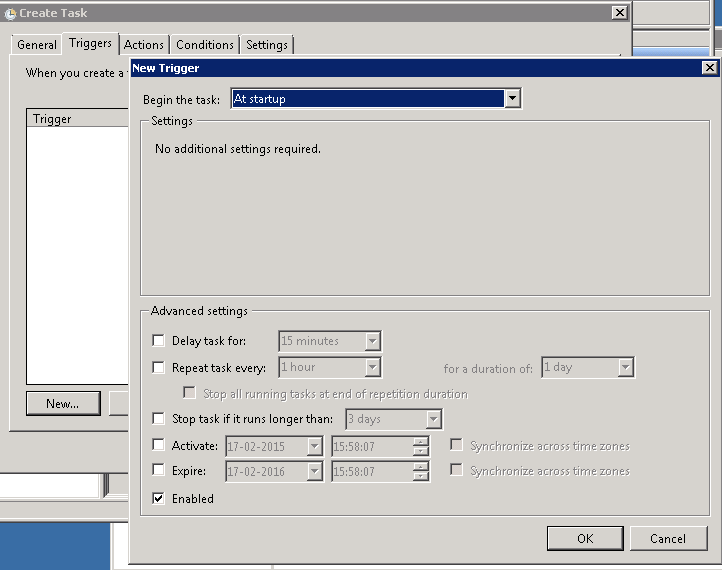 Create Task
General Triggers Actions Conditions Settings
When you create a
Trigger
New...
New Trigger
Begin the task: At startup
Settings
No additional settings required.
Advanced settings
Delay task for: 15 minutes
Repeat task every: 1 hour for a duration of: 1 day
Stop all running tasks at end of repetition duration
Stop task if it runs longer than: 3 days
Activate: 17-02-2015 15:58:07 Synchronize across time zones
Expire: 17-02-2016 15:58:07 Synchronize across time zones
Enabled
OK Cancel